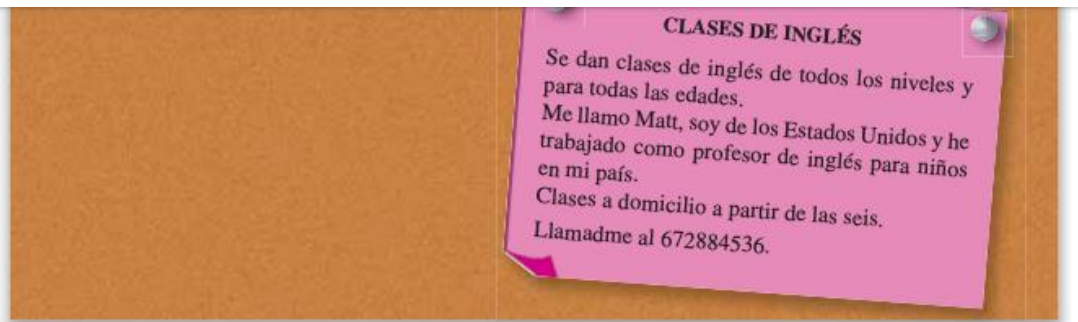 CLASES DE INGLÉS
Se dan clases de inglés de todos los niveles y
para todas las edades.
Me llamo Matt, soy de los Estados Unidos y he
trabajado como profesor de inglés para niños
en mi país.
Clases a domicilio a partir de las seis.
Llamadme al 672884536.